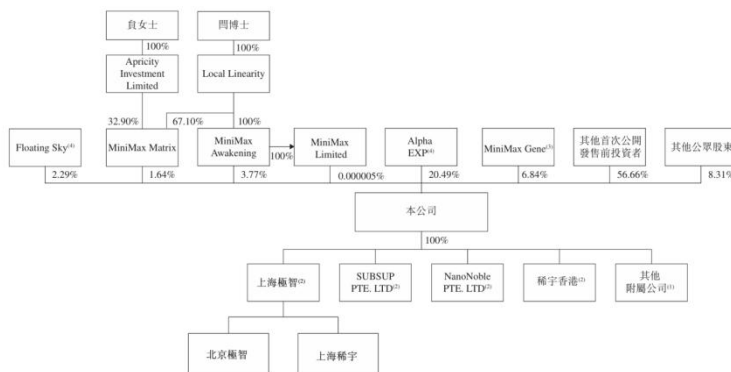 貟女士
閆博士
100%
100%
Apricity
Investment
Limited
Local Linearity
32.90%
67.10%
100%
Floating Sky(4)
MiniMax Matrix
MiniMax
Awakening
100%
MiniMax
Limited
Alpha
EXP(4)
MiniMax Gene(3)
其他首次公開
發售前投資者
其他公眾股東
2.29%
1.64%
3.77%
0.000005%
20.49%
6.84%
56.66%
8.31%
本公司
100%
上海極智(2)
SUBSUP
PTE. LTD(2)
NanoNoble
PTE. LTD(2)
稀宇香港(2)
其他
附屬公司(1)
北京極智
上海稀宇